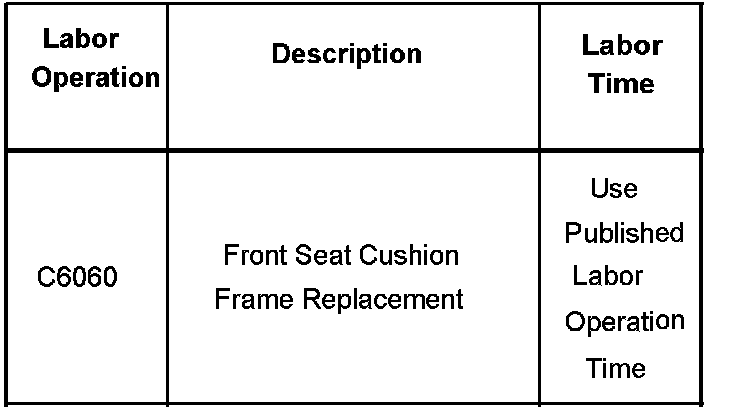 Labor
Operation
Description
Labor
Time
C6060
Front Seat Cushion
Frame Replacement
Use
Published
Labor
Operation
Time